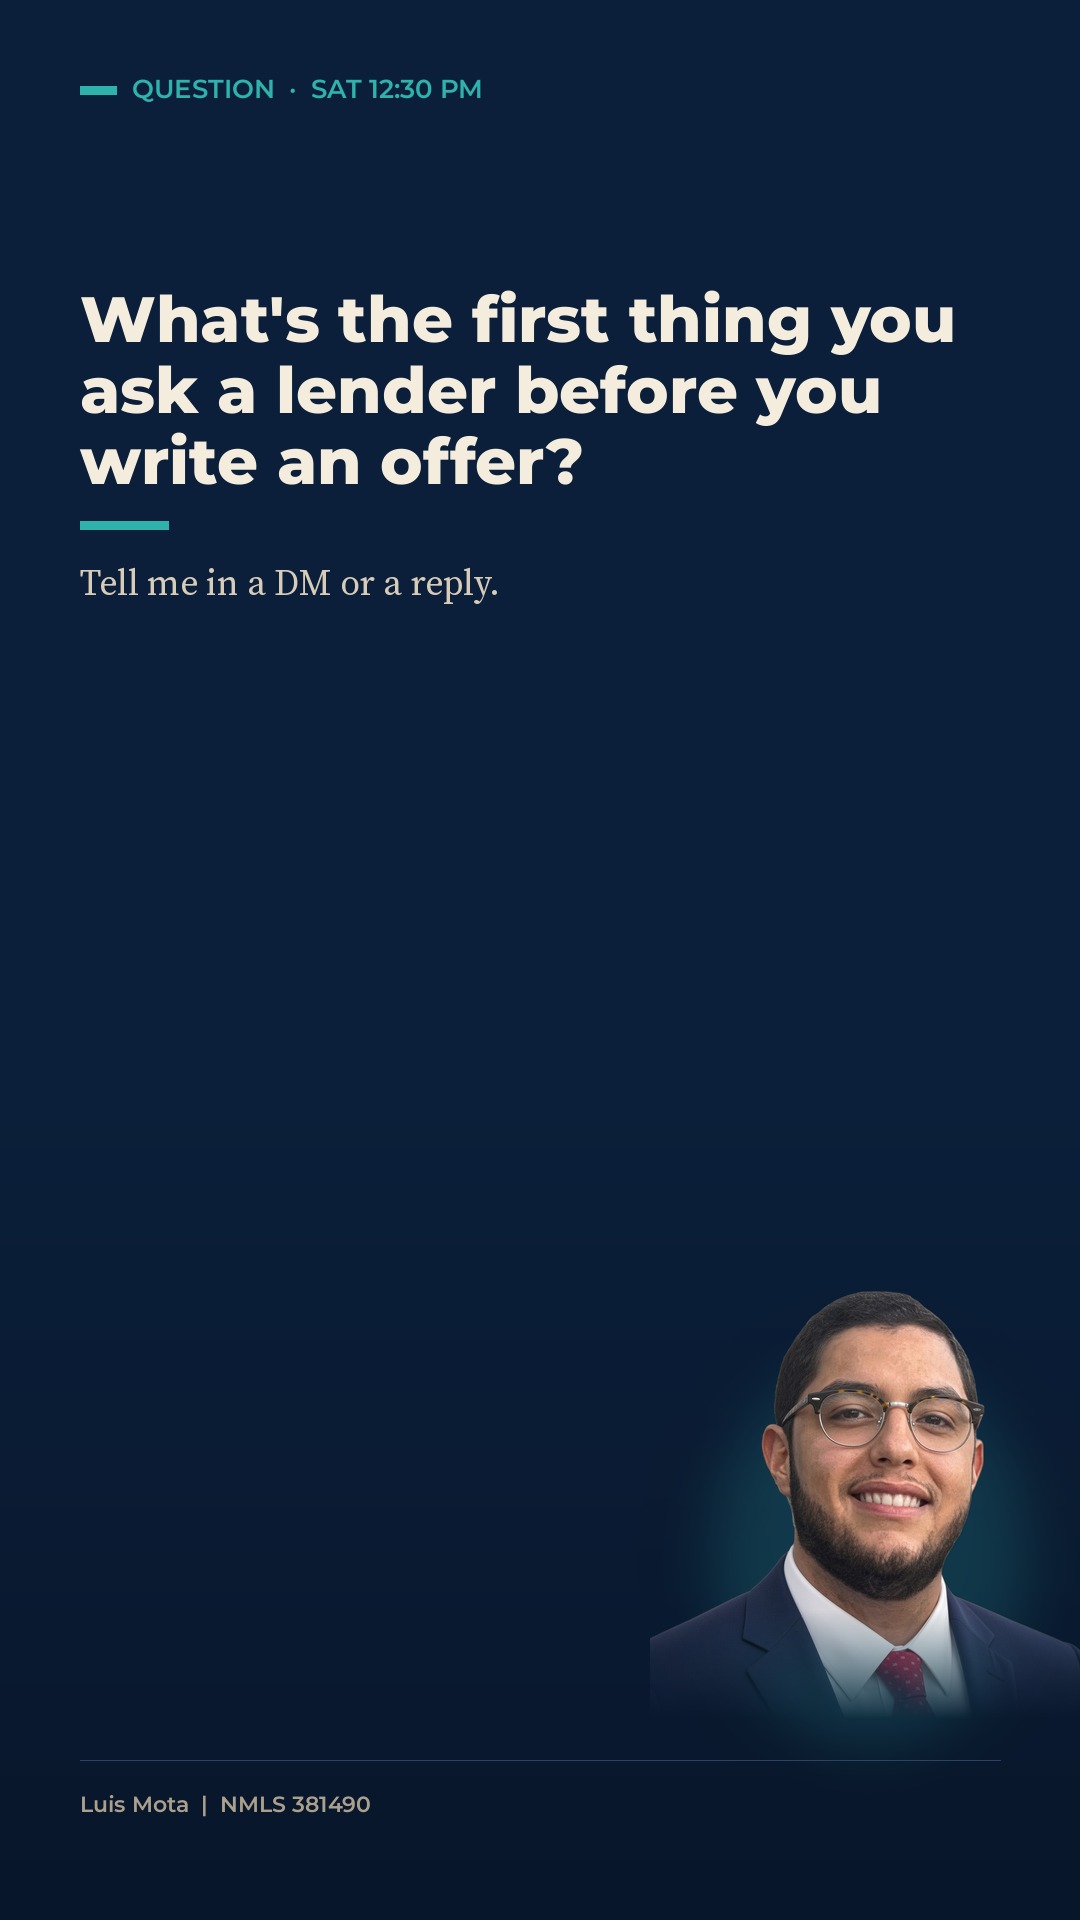 QUESTION · SAT 12:30 PM
What's the first thing you
ask a lender before you
write an offer?
Tell me in a DM or a reply.
Luis Mota | NMLS 381490